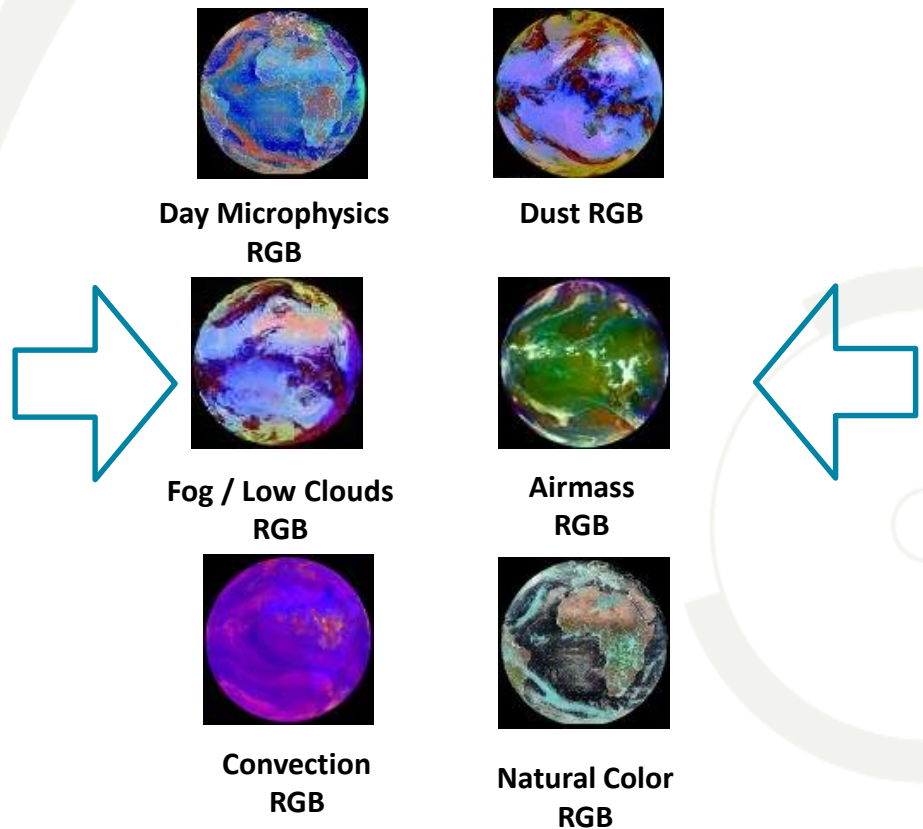 Day Microphysics
RGB
Dust RGB
Fog / Low Clouds
RGB
Airmass
RGB
Convection
RGB
Natural Color
RGB